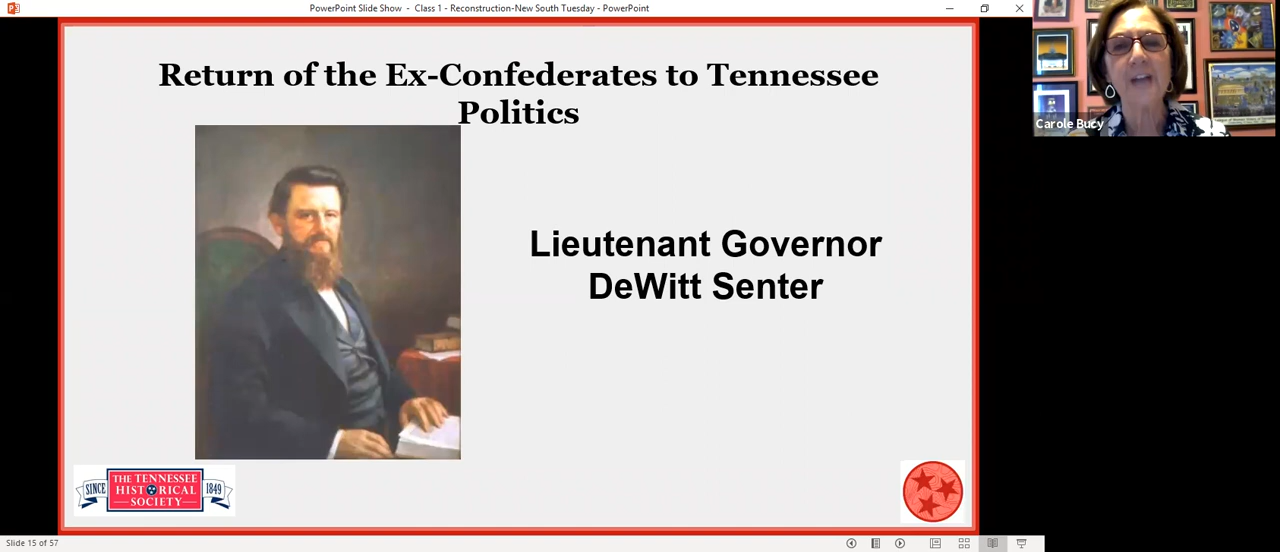 PowerPoint Slide Show - Class 1 - Reconstruction-New South Tuesday - PowerPoint
Return of the Ex-Confederates to Tennessee
Politics
Lieutenant Governor
DeWitt Senter
SINCE
THE TENNESSEE
HISTORICAL
SOCIETY
1849
Carole Bucy
Slide 15 of 57